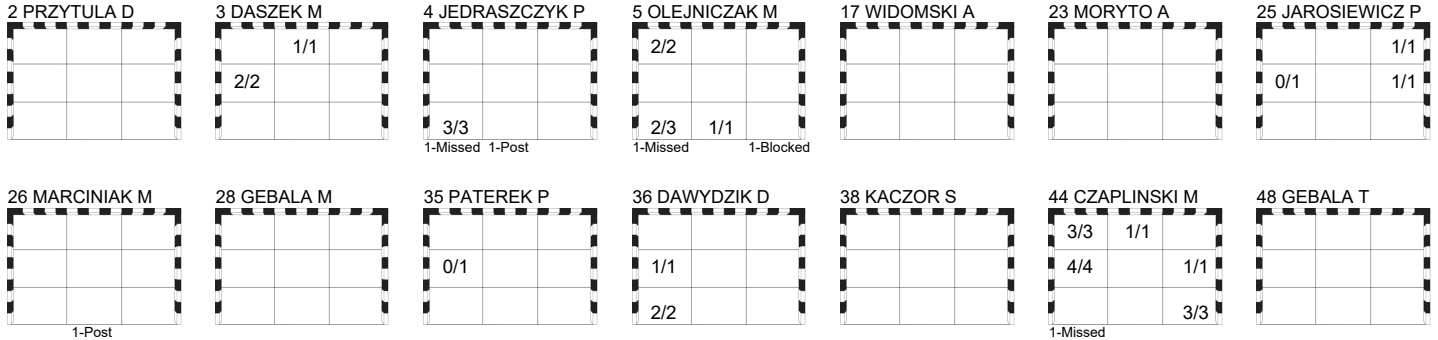 2 PRZYTULA D 3 DASZEK M 4 JEDRASZCZYK P 5 OLEJNICZAK M 17 WIDOMSKI A 23 MORYTO A 25 JAROSIEWICZ P
1/1 2/2 1/1
2/2 0/1 1/1
3/3 2/3 1/1
1-Missed 1-Post 1-Missed 1-Blocked
26 MARCINIAK M 28 GEBALA M 35 PATEREK P 36 DAWYDZIK D 38 KACZOR S 44 CZAPLINSKI M 48 GEBALA T
3/3 1/1
0/1 1/1 4/4 1/1
2/2 3/3
1-Post 1-Missed